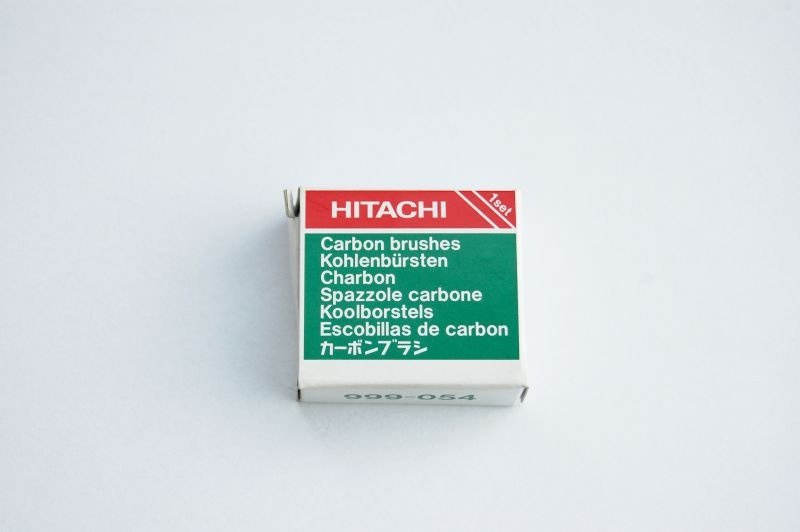 HITACHI
1set
Carbon brushes
Kohlenbürsten
Charbon
Spazzole carbone
Koolborstels
Escobillas de carbon
カーボンブラシ
999-054